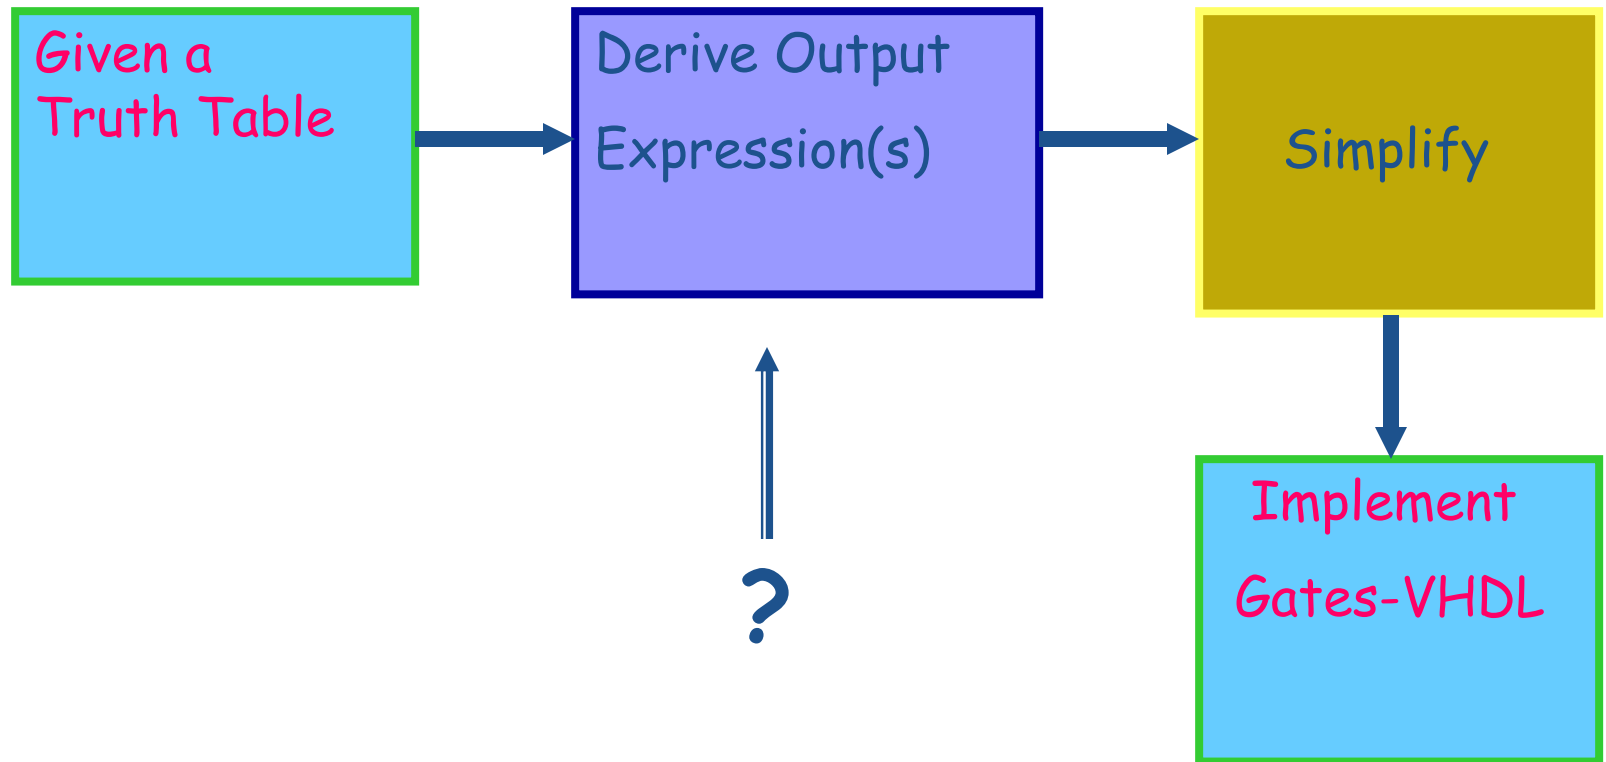 Given a
Truth Table
Derive Output
Expression(s)
Simplify
Implement
Gates-VHDL
?